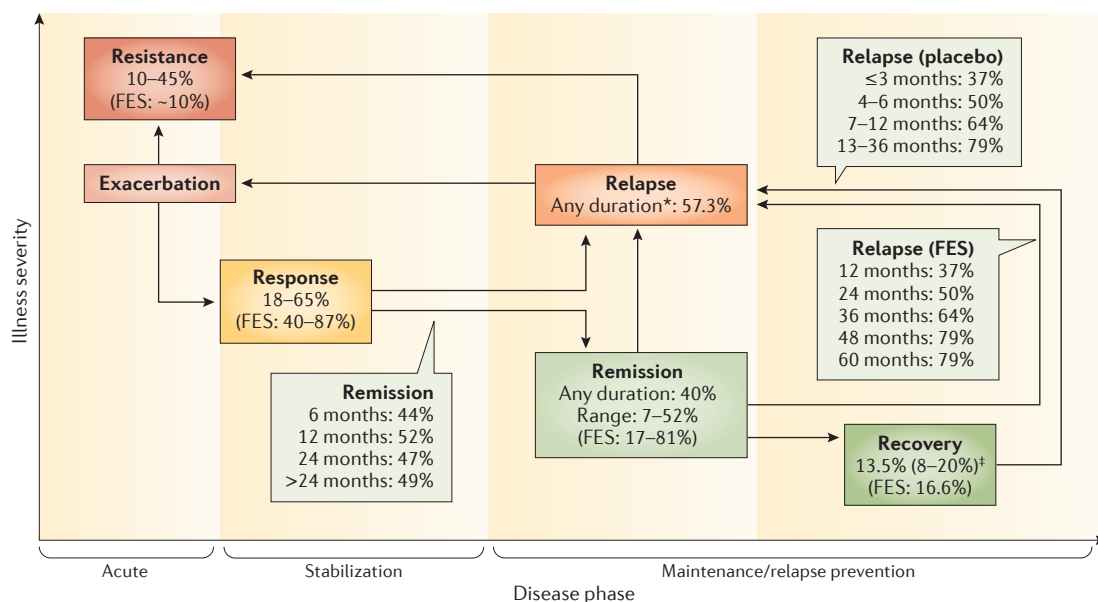 Illness severity
Resistance
10–45%
(FES: ~10%)
Exacerbation
Response
18–65%
(FES: 40–87%)
Remission
6 months: 44%
12 months: 52%
24 months: 47%
>24 months: 49%
Relapse
Any duration*: 57.3%
Remission
Any duration: 40%
Range: 7–52%
(FES: 17–81%)
Relapse (placebo)
≤3 months: 37%
4–6 months: 50%
7–12 months: 64%
13–36 months: 79%
Relapse (FES)
12 months: 37%
24 months: 50%
36 months: 64%
48 months: 79%
60 months: 79%
Recovery
13.5% (8–20%)‡
(FES: 16.6%)
Acute
Stabilization
Maintenance/relapse prevention
Disease phase